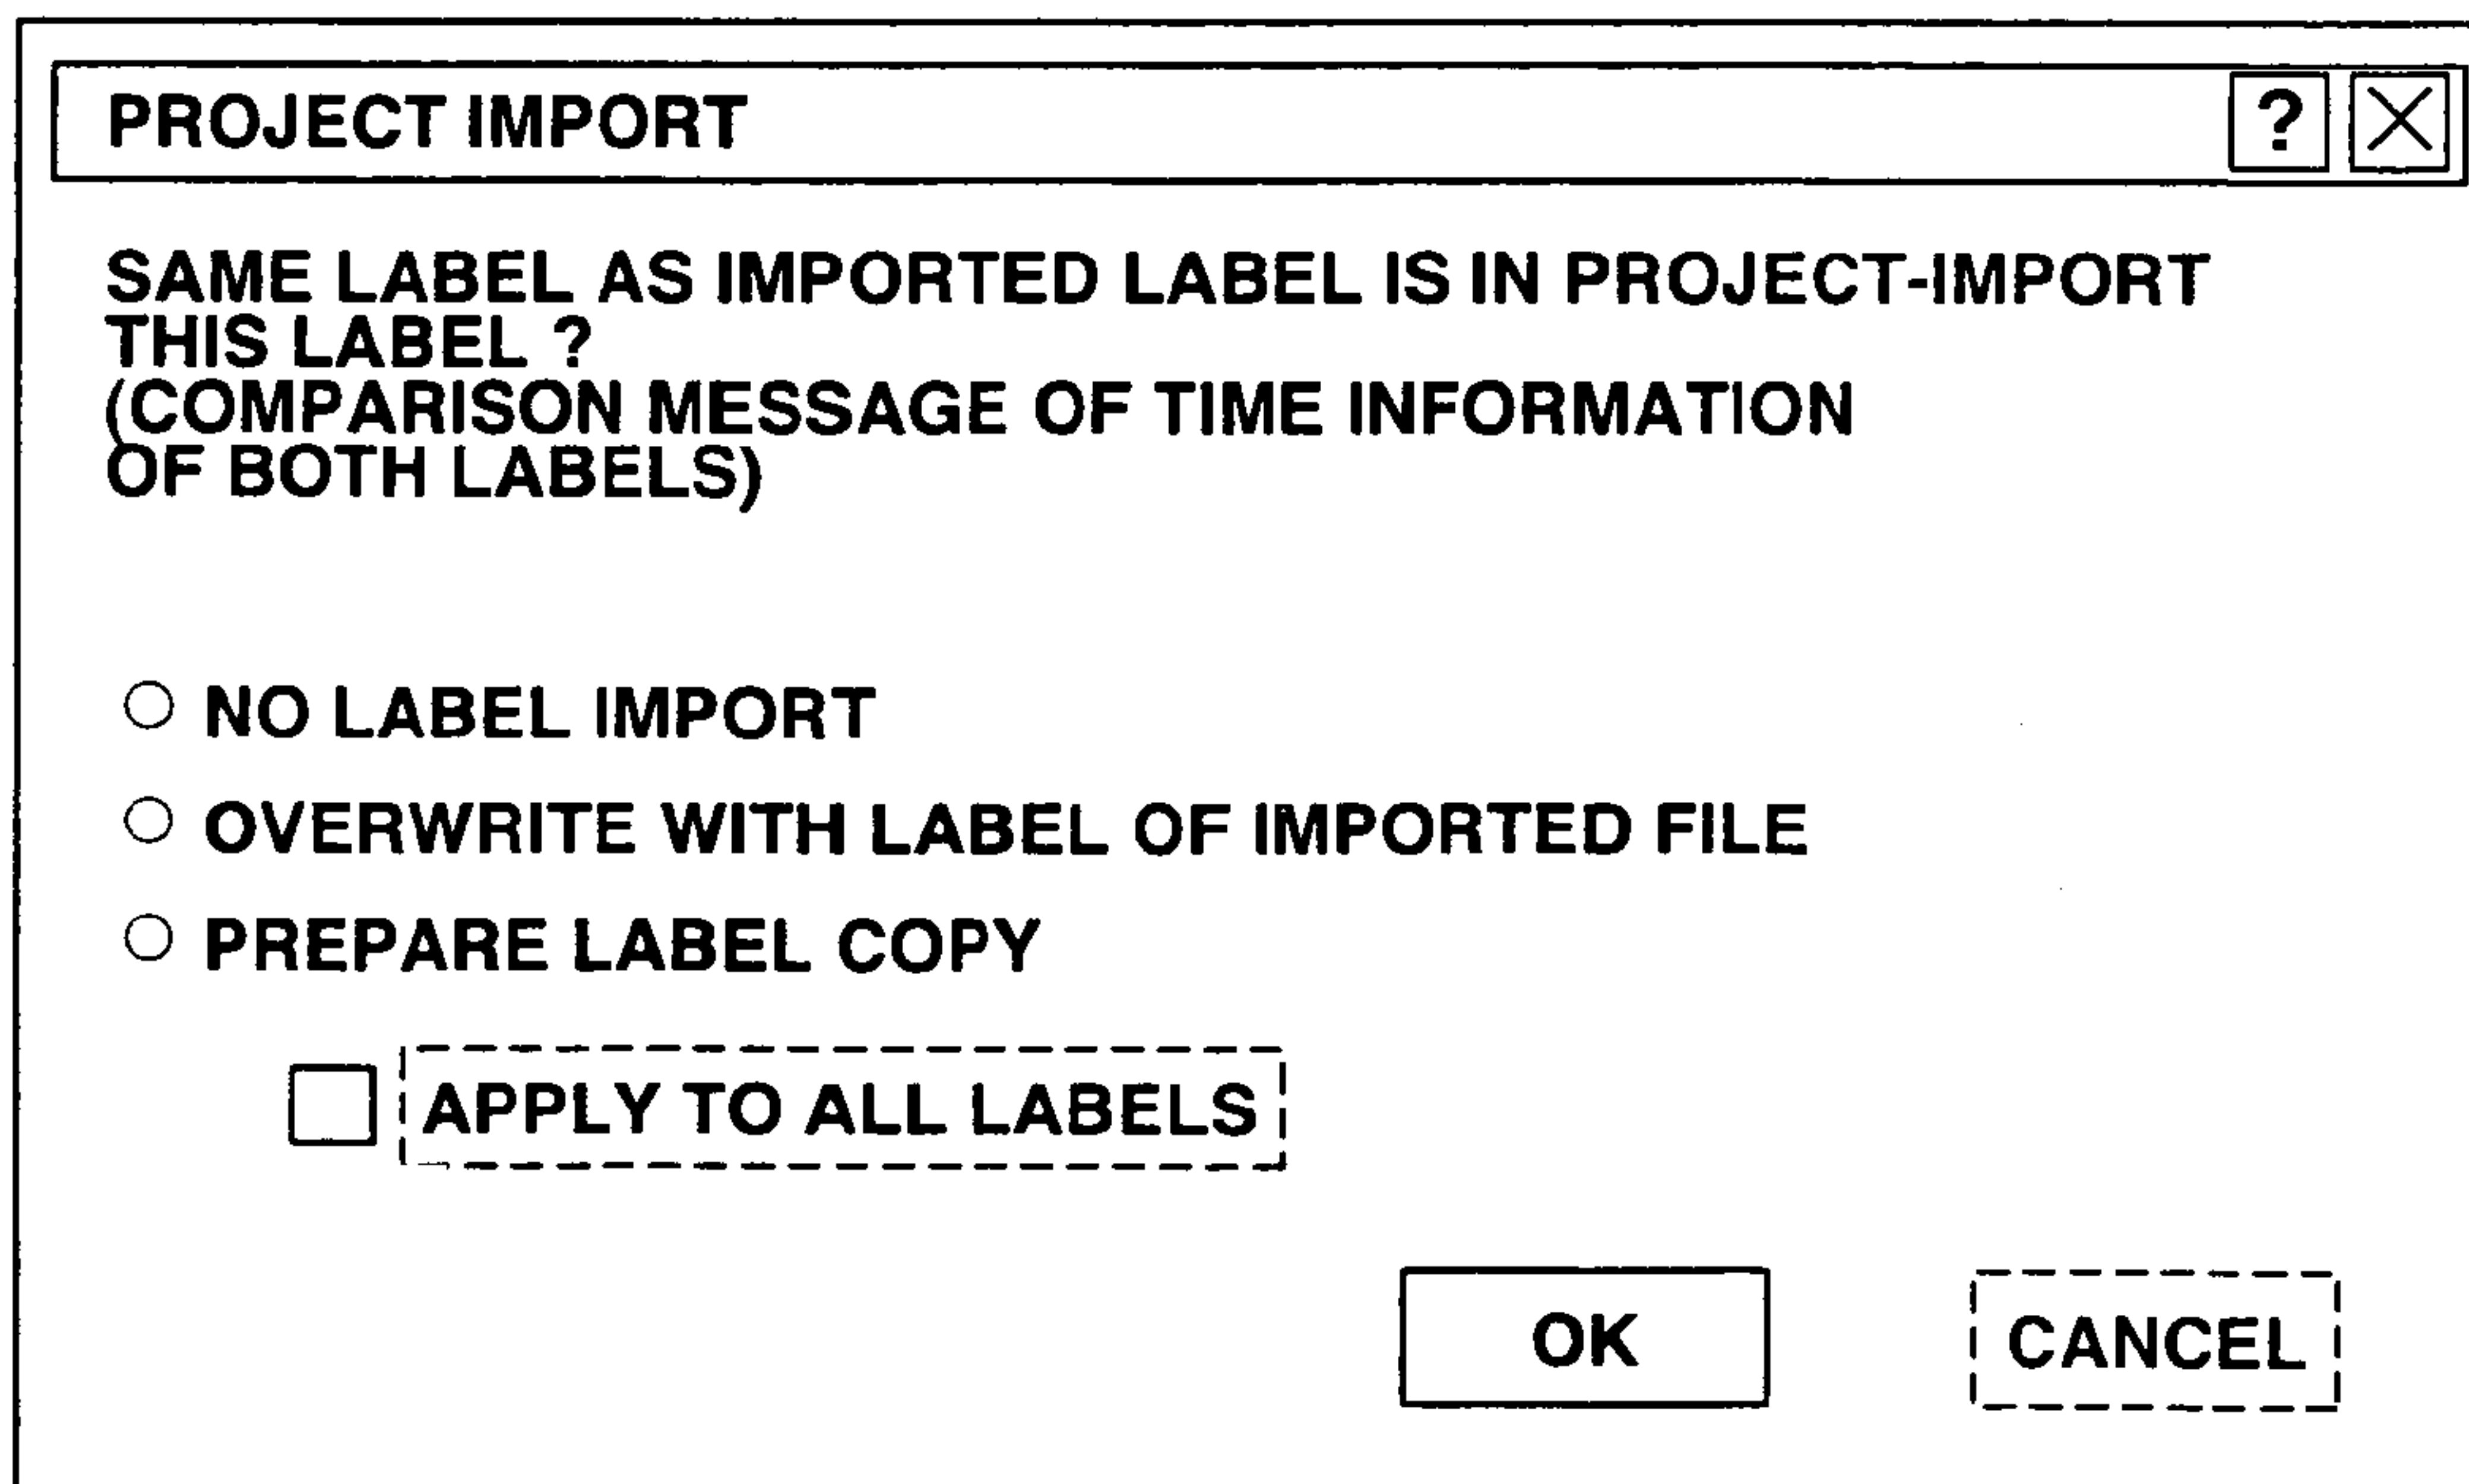 PROJECT IMPORT ?
SAME LABEL AS IMPORTED LABEL IS IN PROJECT-IMPORT
THIS LABEL ?
(COMPARISON MESSAGE OF TIME INFORMATION
OF BOTH LABELS)
NO LABEL IMPORT
OVERWRITE WITH LABEL OF IMPORTED FILE
PREPARE LABEL COPY
APPLY TO ALL LABELS
OK CANCEL